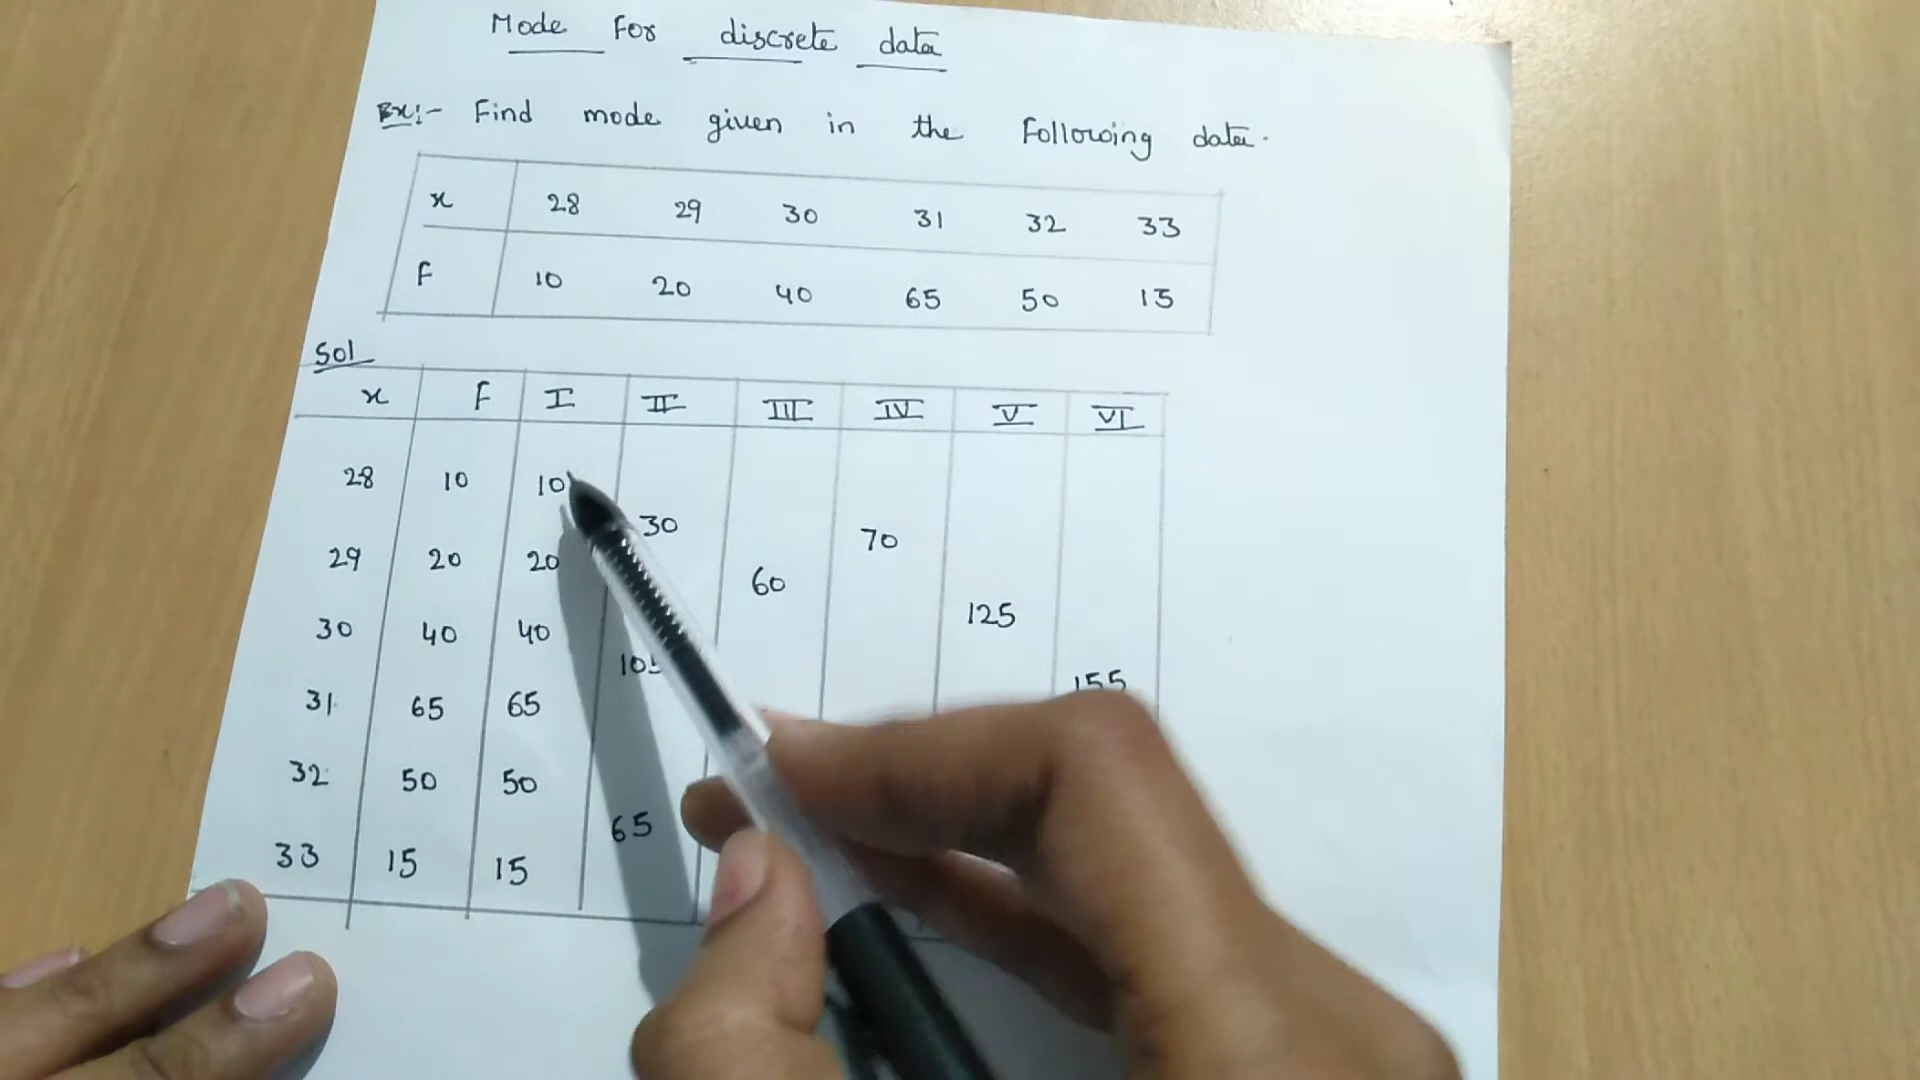 Mode For discrete data
Ex:- Find mode given in the Following data.
x 28 29 30 31 32 33
F 10 20 40 65 50 15
Sol
x F I II III IV V VI
28 10 10
30 70
29 20 20
60
125
30 40 40
155
31 65 65
32 50 50
65
33 15 15